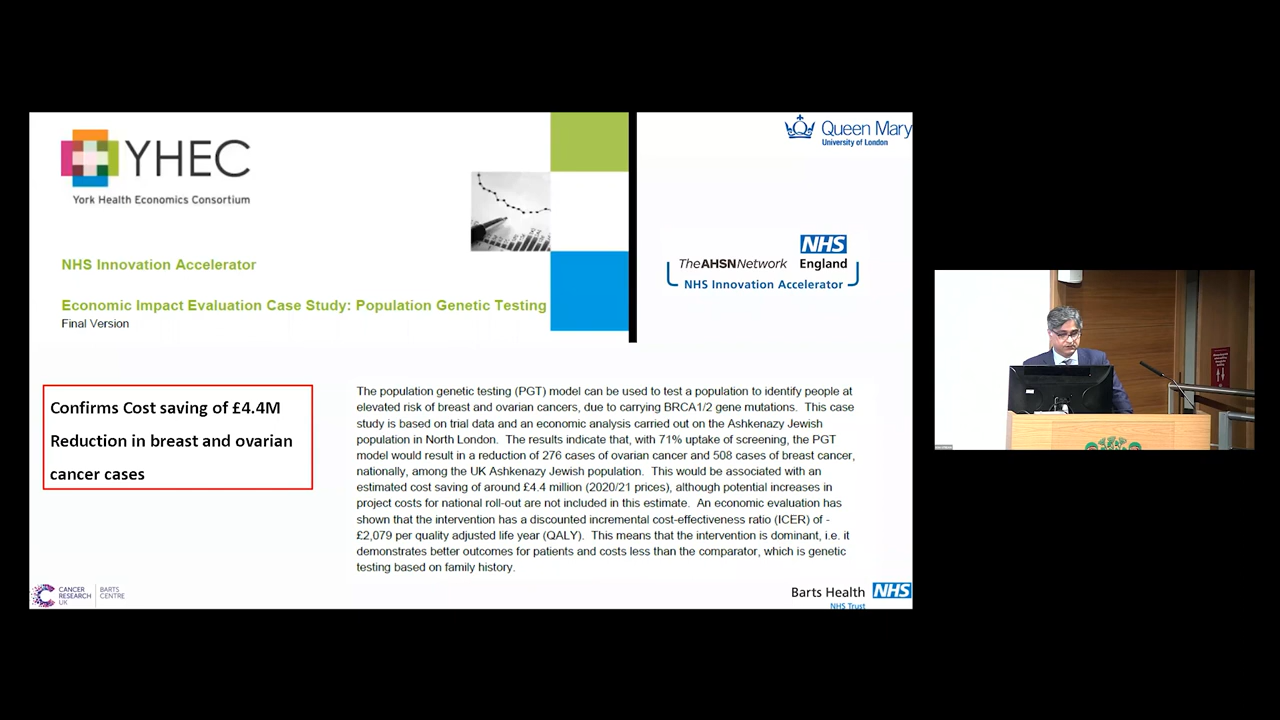 YHEC
York Health Economics Consortium
NHS Innovation Accelerator
Economic Impact Evaluation Case Study: Population Genetic Testing
Final Version
Queen Mary
University of London
TheAHSNNetwork
NHS
England
NHS Innovation Accelerator
Confirms Cost saving of £4.4M
Reduction in breast and ovarian
cancer cases
The population genetic testing (PGT) model can be used to test a population to identify people at
elevated risk of breast and ovarian cancers, due to carrying BRCA1/2 gene mutations. This case
study is based on trial data and an economic analysis carried out on the Ashkenazy Jewish
population in North London. The results indicate that, with 71% uptake of screening, the PGT
model would result in a reduction of 276 cases of ovarian cancer and 508 cases of breast cancer,
nationally, among the UK Ashkenazy Jewish population. This would be associated with an
estimated cost saving of around £4.4 million (2020/21 prices), although potential increases in
project costs for national roll-out are not included in this estimate. An economic evaluation has
shown that the intervention has a discounted incremental cost-effectiveness ratio (ICER) of -
£2,079 per quality adjusted life year (QALY). This means that the intervention is dominant, i.e. it
demonstrates better outcomes for patients and costs less than the comparator, which is genetic
testing based on family history.
CANCER
RESEARCH
UK
BARTS
CENTRE
Barts Health
NHS
NHS Trust